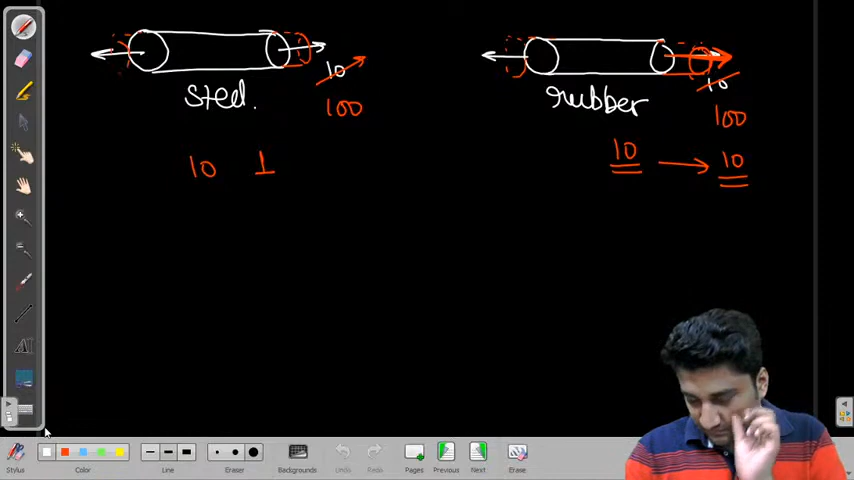 10
10
steel.
rubber
100
100
10 1
10 → 10
Stylus
Color
Line
Eraser
Backgrounds
Undo
Redo
Pages
Previous
Next
Erase